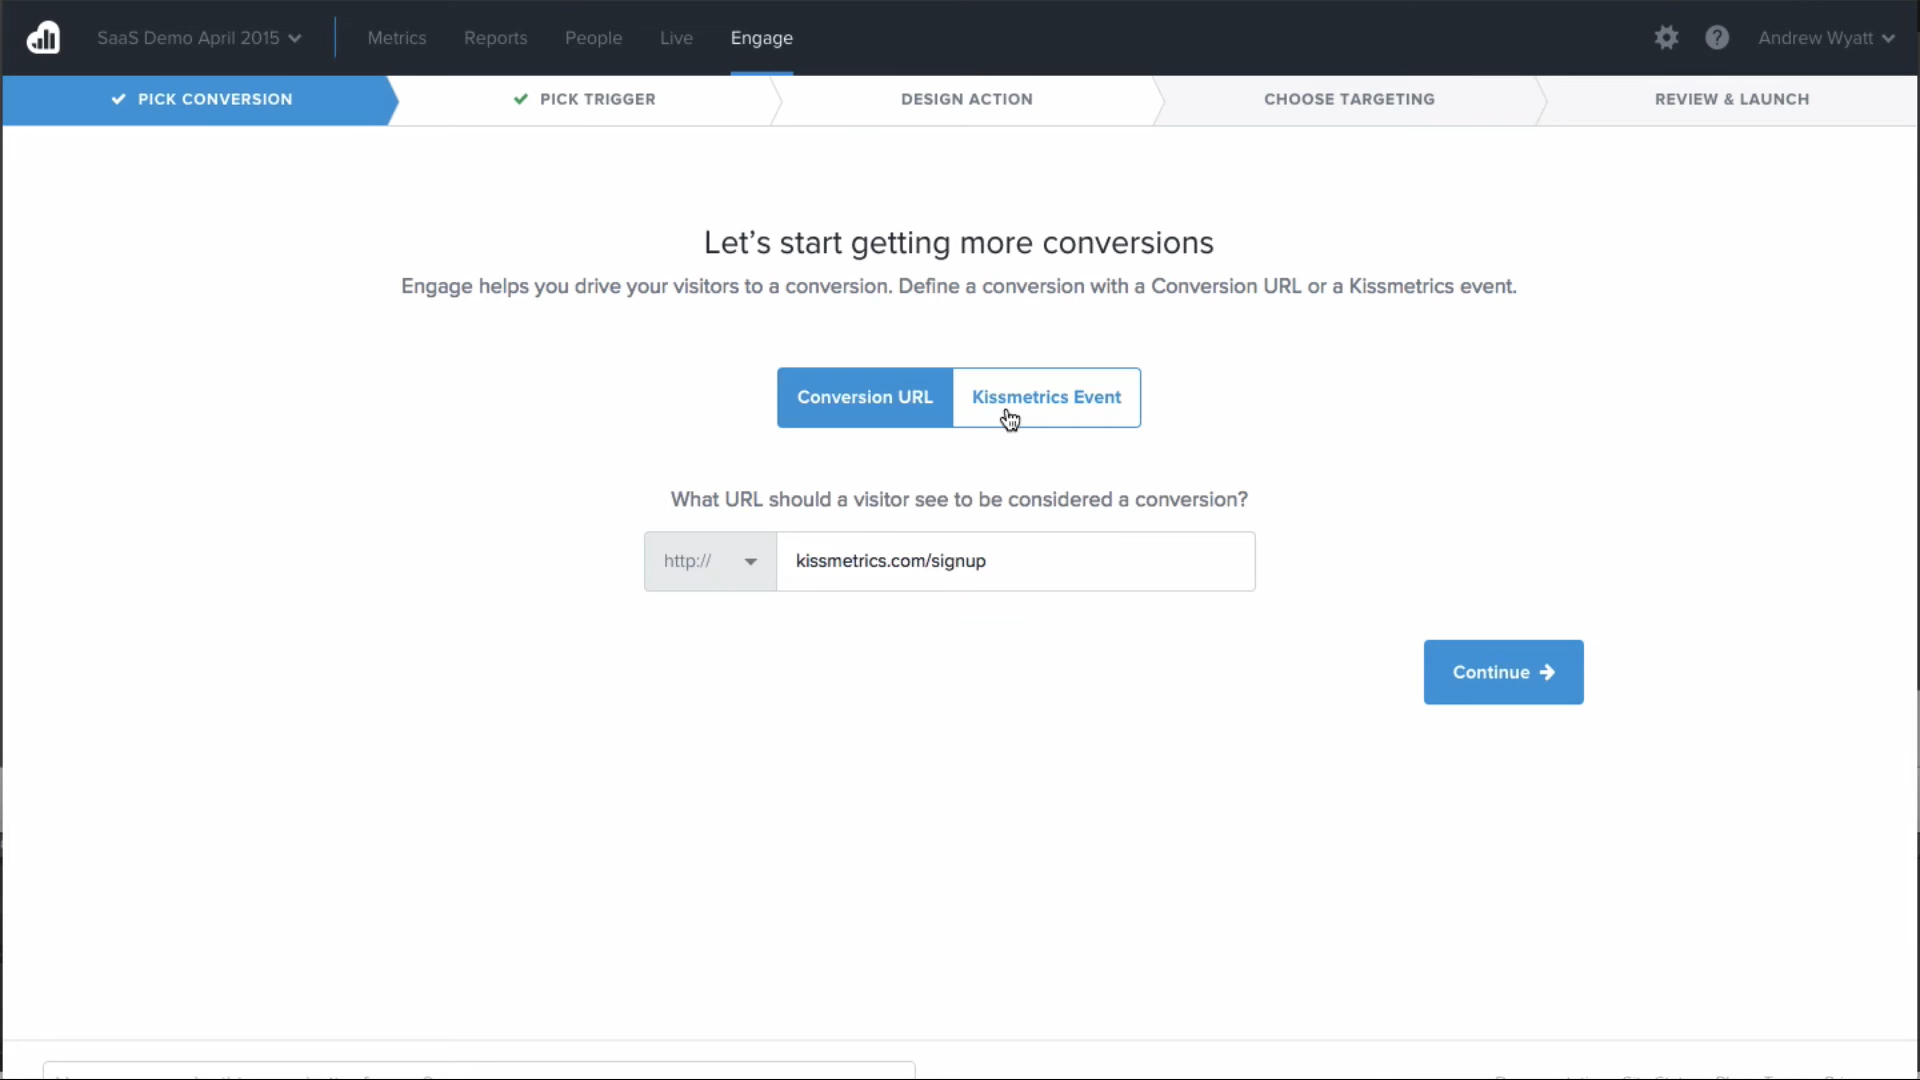 SaaS Demo April 2015 Metrics Reports People Live Engage Andrew Wyatt
PICK CONVERSION PICK TRIGGER DESIGN ACTION CHOOSE TARGETING REVIEW & LAUNCH
Let's start getting more conversions
Engage helps you drive your visitors to a conversion. Define a conversion with a Conversion URL or a Kissmetrics event.
Conversion URL Kissmetrics Event
What URL should a visitor see to be considered a conversion?
http:// kissmetrics.com/signup
Continue